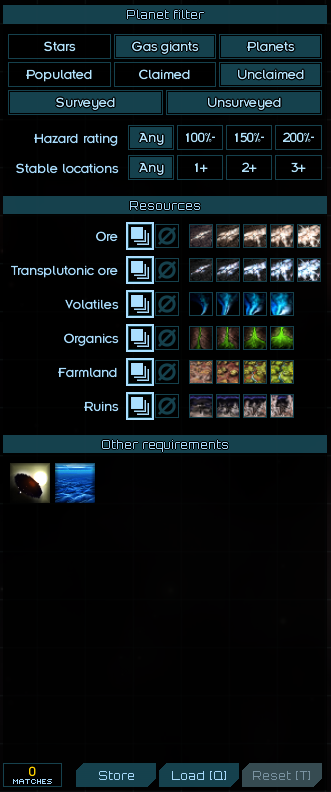 Planet filter
Stars Gas giants Planets
Populated Claimed Unclaimed
Surveyed Unsurveyed
Hazard rating Any 100%- 150%- 200%-
Stable locations Any 1+ 2+ 3+
Resources
Ore
Transplutonic ore
Volatiles
Organics
Farmland
Ruins
Other requirements
0
MATCHES
Store Load [Q] Reset [T]